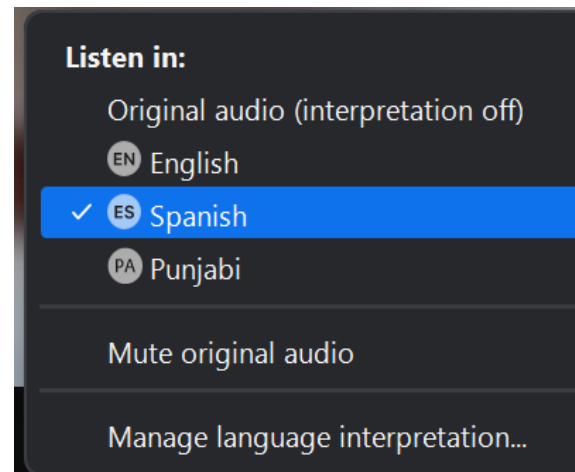 Listen in:
Original audio (interpretation off)
EN English
ES Spanish
PA Punjabi
Mute original audio
Manage language interpretation...